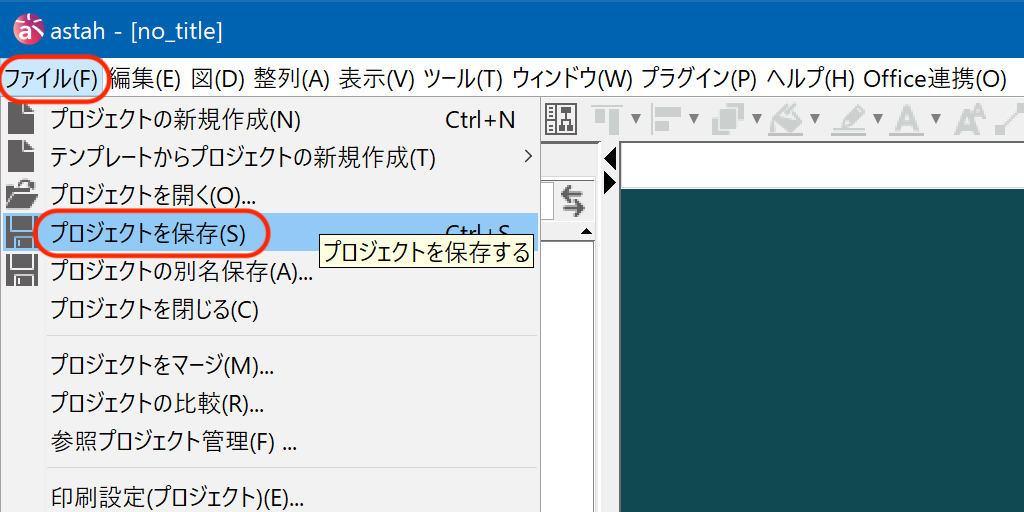 astah - [no_title]
ファイル(F) 編集(E) 図(D) 整列(A) 表示(V) ツール(T) ウィンドウ(W) プラグイン(P) ヘルプ(H) Office連携(O)
プロジェクトの新規作成(N) Ctrl+N
テンプレートからプロジェクトの新規作成(T)
プロジェクトを開く(O)...
プロジェクトを保存(S) Ctrl+S
プロジェクトを保存する
プロジェクトの別名保存(A)...
プロジェクトを閉じる(C)
プロジェクトをマージ(M)...
プロジェクトの比較(R)...
参照プロジェクト管理(F) ...
印刷設定(プロジェクト)(E)...